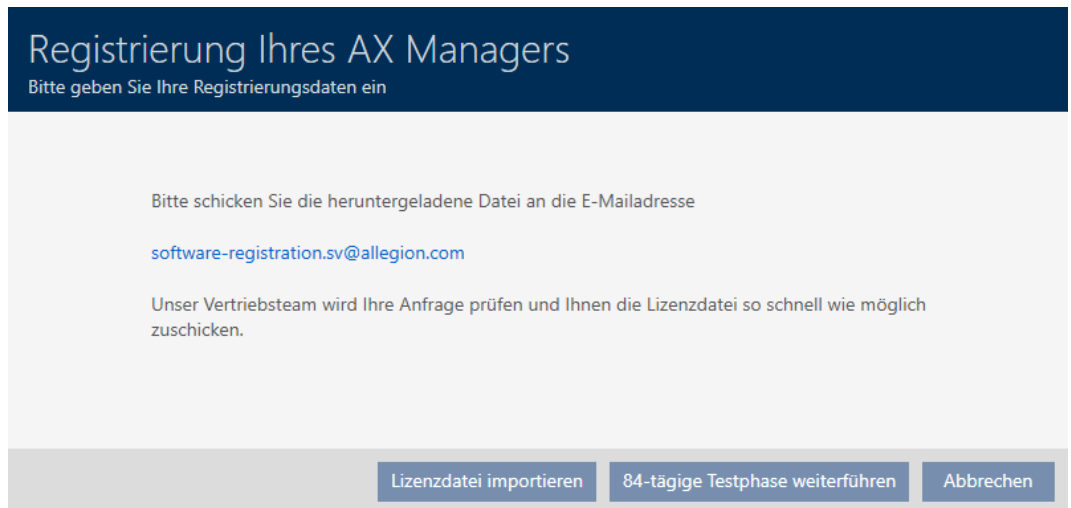 Registrierung Ihres AX Managers
Bitte geben Sie Ihre Registrierungsdaten ein
Bitte schicken Sie die heruntergeladene Datei an die E-Mailadresse
software-registration.sv@allegion.com
Unser Vertriebsteam wird Ihre Anfrage prüfen und Ihnen die Lizenzdatei so schnell wie möglich
zuschicken.
Lizenzdatei importieren
84-tägige Testphase weiterführen
Abbrechen